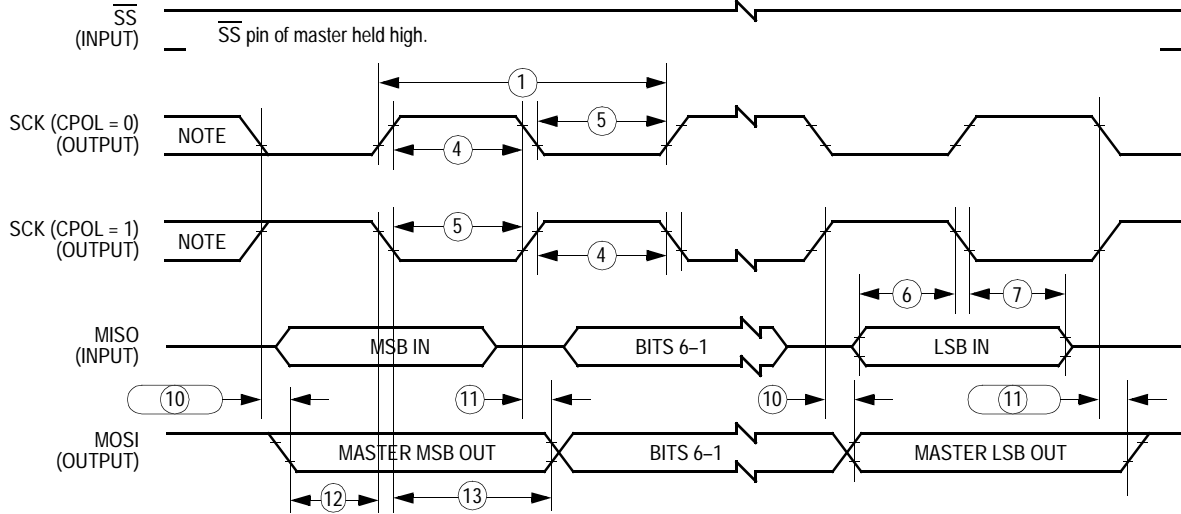 SS
(INPUT)
SS pin of master held high.
1
SCK (CPOL = 0)
(OUTPUT)
NOTE
5
4
SCK (CPOL = 1)
(OUTPUT)
NOTE
5
4
6
7
MISO
(INPUT)
MSB IN
BITS 6–1
LSB IN
10
11
10
11
MOSI
(OUTPUT)
MASTER MSB OUT
BITS 6–1
MASTER LSB OUT
12
13